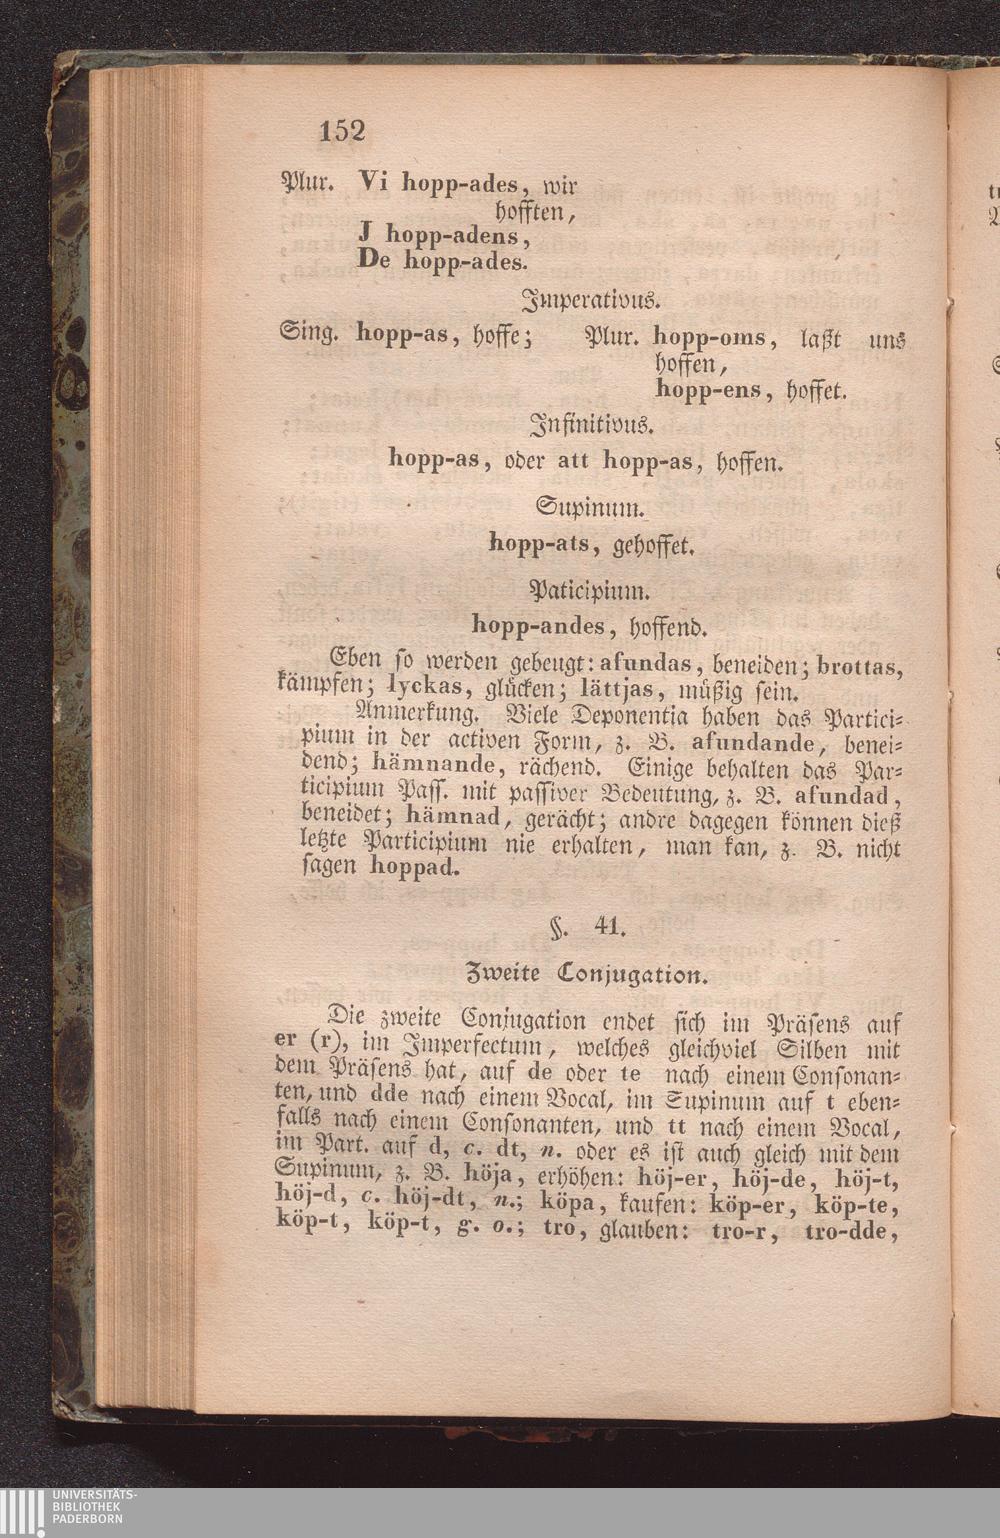 152
Plur. Vi hopp-ades, wir
hofften,
J hopp-adens,
De hopp-ades.
Imperativus.
Sing. hopp-as, hoffe; Plur. hopp-oms, laßt uns
hoffen,
hopp-ens, hoffet.
Infinitivus.
hopp-as, oder att hopp-as, hoffen.
Supinum.
hopp-ats, gehoffet.
Paticipium.
hopp-andes, hoffend.
Eben so werden gebeugt: afundas, beneiden; brottas,
kämpfen; lyckas, glücken; lättjas, müßig sein.
Anmerkung. Viele Deponentia haben das Partici-
pium in der activen Form, z. B. afundande, benei-
dend; hämnande, rächend. Einige behalten das Par-
ticipium Pass. mit passiver Bedeutung, z. B. afundad,
beneidet; hämnad, gerächt; andre dagegen können dieß
letzte Participium nie erhalten, man kan, z. B. nicht
sagen hoppad.
§. 41.
Zweite Conjugation.
Die zweite Conjugation endet sich im Präsens auf
er (r), im Imperfectum, welches gleichviel Silben mit
dem Präsens hat, auf de oder te nach einem Consonan-
ten, und dde nach einem Vocal, im Supinum auf t eben-
falls nach einem Consonanten, und tt nach einem Vocal,
im Part. auf d, c. dt, n. oder es ist auch gleich mit dem
Supinum, z. B. höja, erhöhen: höj-er, höj-de, höj-t,
höj-d, c. höj-dt, n.; köpa, kaufen: köp-er, köp-te,
köp-t, köp-t, g. o.; tro, glauben: tro-r, tro-dde,
UNIVERSITÄTS-
BIBLIOTHEK
PADERBORN